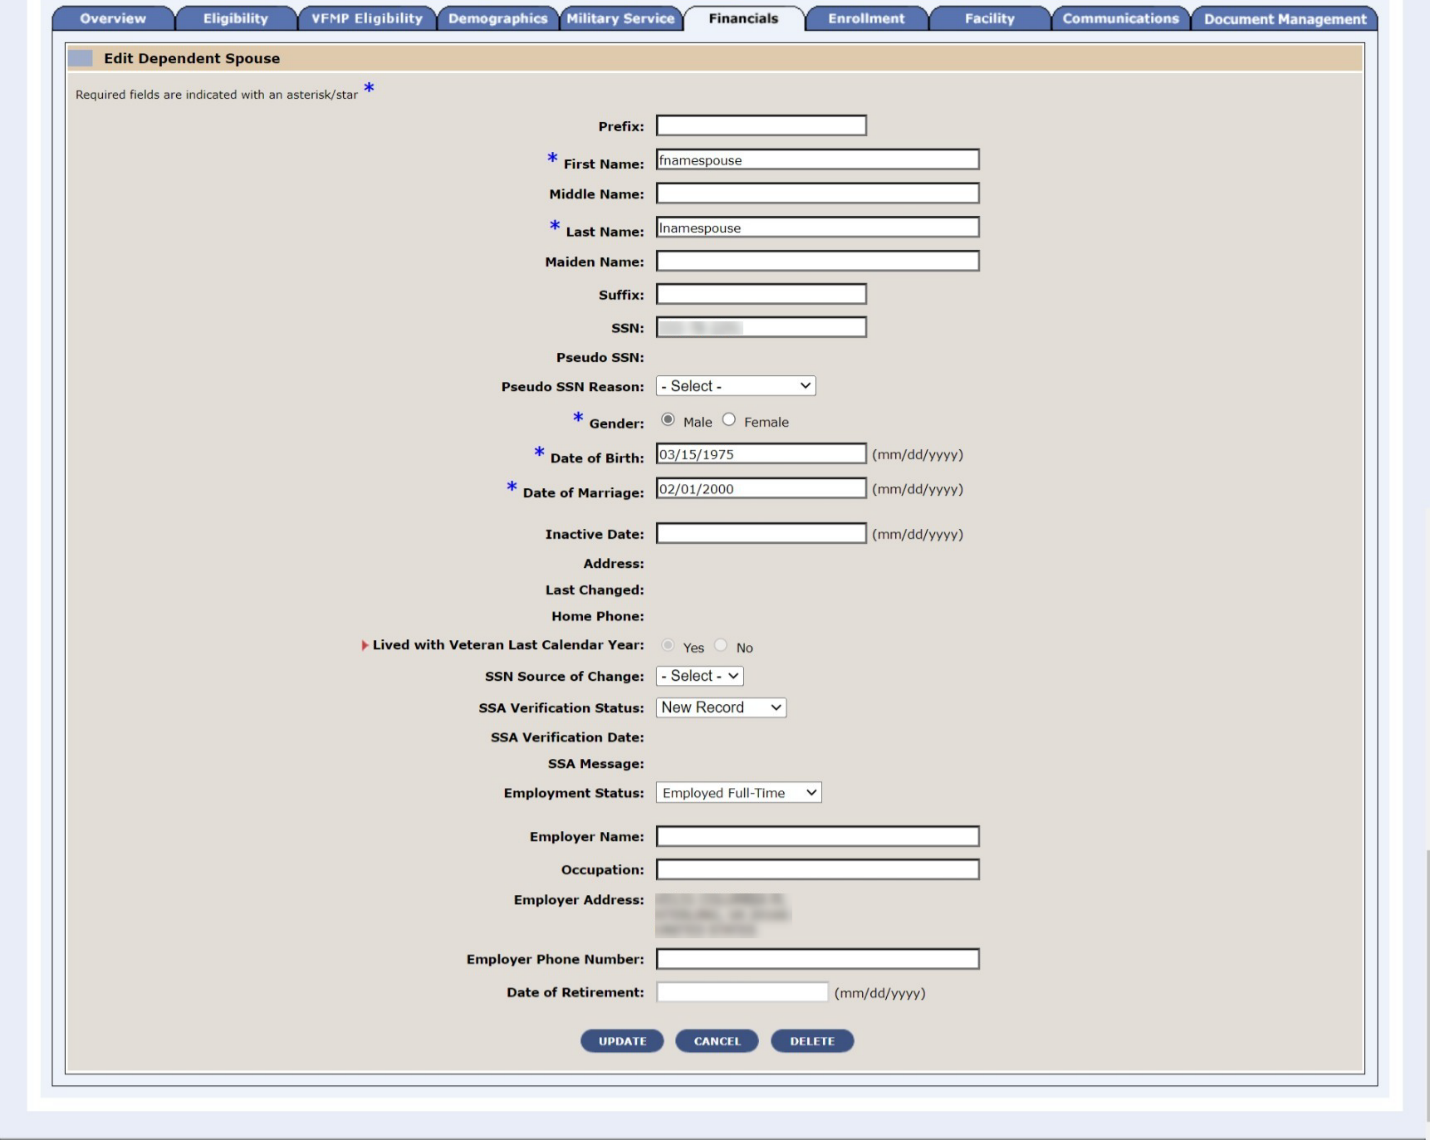 Overview Eligibility VFMP Eligibility Demographics Military Service Financials Enrollment Facility Communications Document Management
Edit Dependent Spouse
Required fields are indicated with an asterisk/star *
Prefix:
* First Name: fnamespouse
Middle Name:
* Last Name: lnamespouse
Maiden Name:
Suffix:
SSN:
Pseudo SSN:
Pseudo SSN Reason: - Select -
* Gender: Male Female
* Date of Birth: 03/15/1975 (mm/dd/yyyy)
* Date of Marriage: 02/01/2000 (mm/dd/yyyy)
Inactive Date: (mm/dd/yyyy)
Address:
Last Changed:
Home Phone:
Lived with Veteran Last Calendar Year: Yes No
SSN Source of Change: - Select -
SSA Verification Status: New Record
SSA Verification Date:
SSA Message:
Employment Status: Employed Full-Time
Employer Name:
Occupation:
Employer Address:
Employer Phone Number:
Date of Retirement: (mm/dd/yyyy)
UPDATE CANCEL DELETE